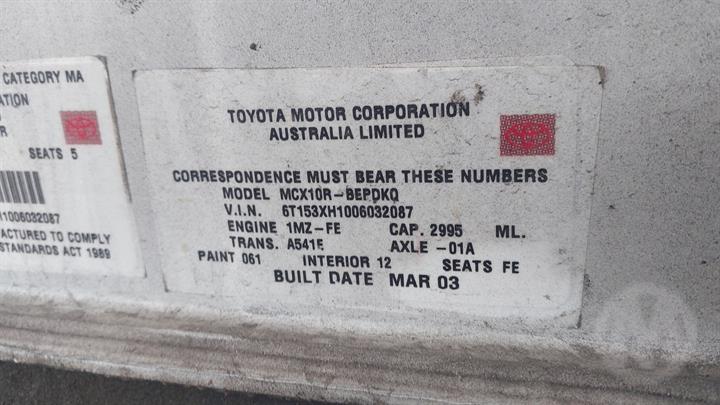 CATEGORY MA
SEATS 5
1006032087
TO COMPLY
STANDARDS ACT 1989
TOYOTA MOTOR CORPORATION
AUSTRALIA LIMITED
CORRESPONDENCE MUST BEAR THESE NUMBERS
MODEL MCX10R-BEPDKQ
V.I.N. 6T153XH1006032087
ENGINE 1MZ-FE CAP. 2995 ML.
TRANS. A541E AXLE -01A
PAINT 061 INTERIOR 12 SEATS FE
BUILT DATE MAR 03